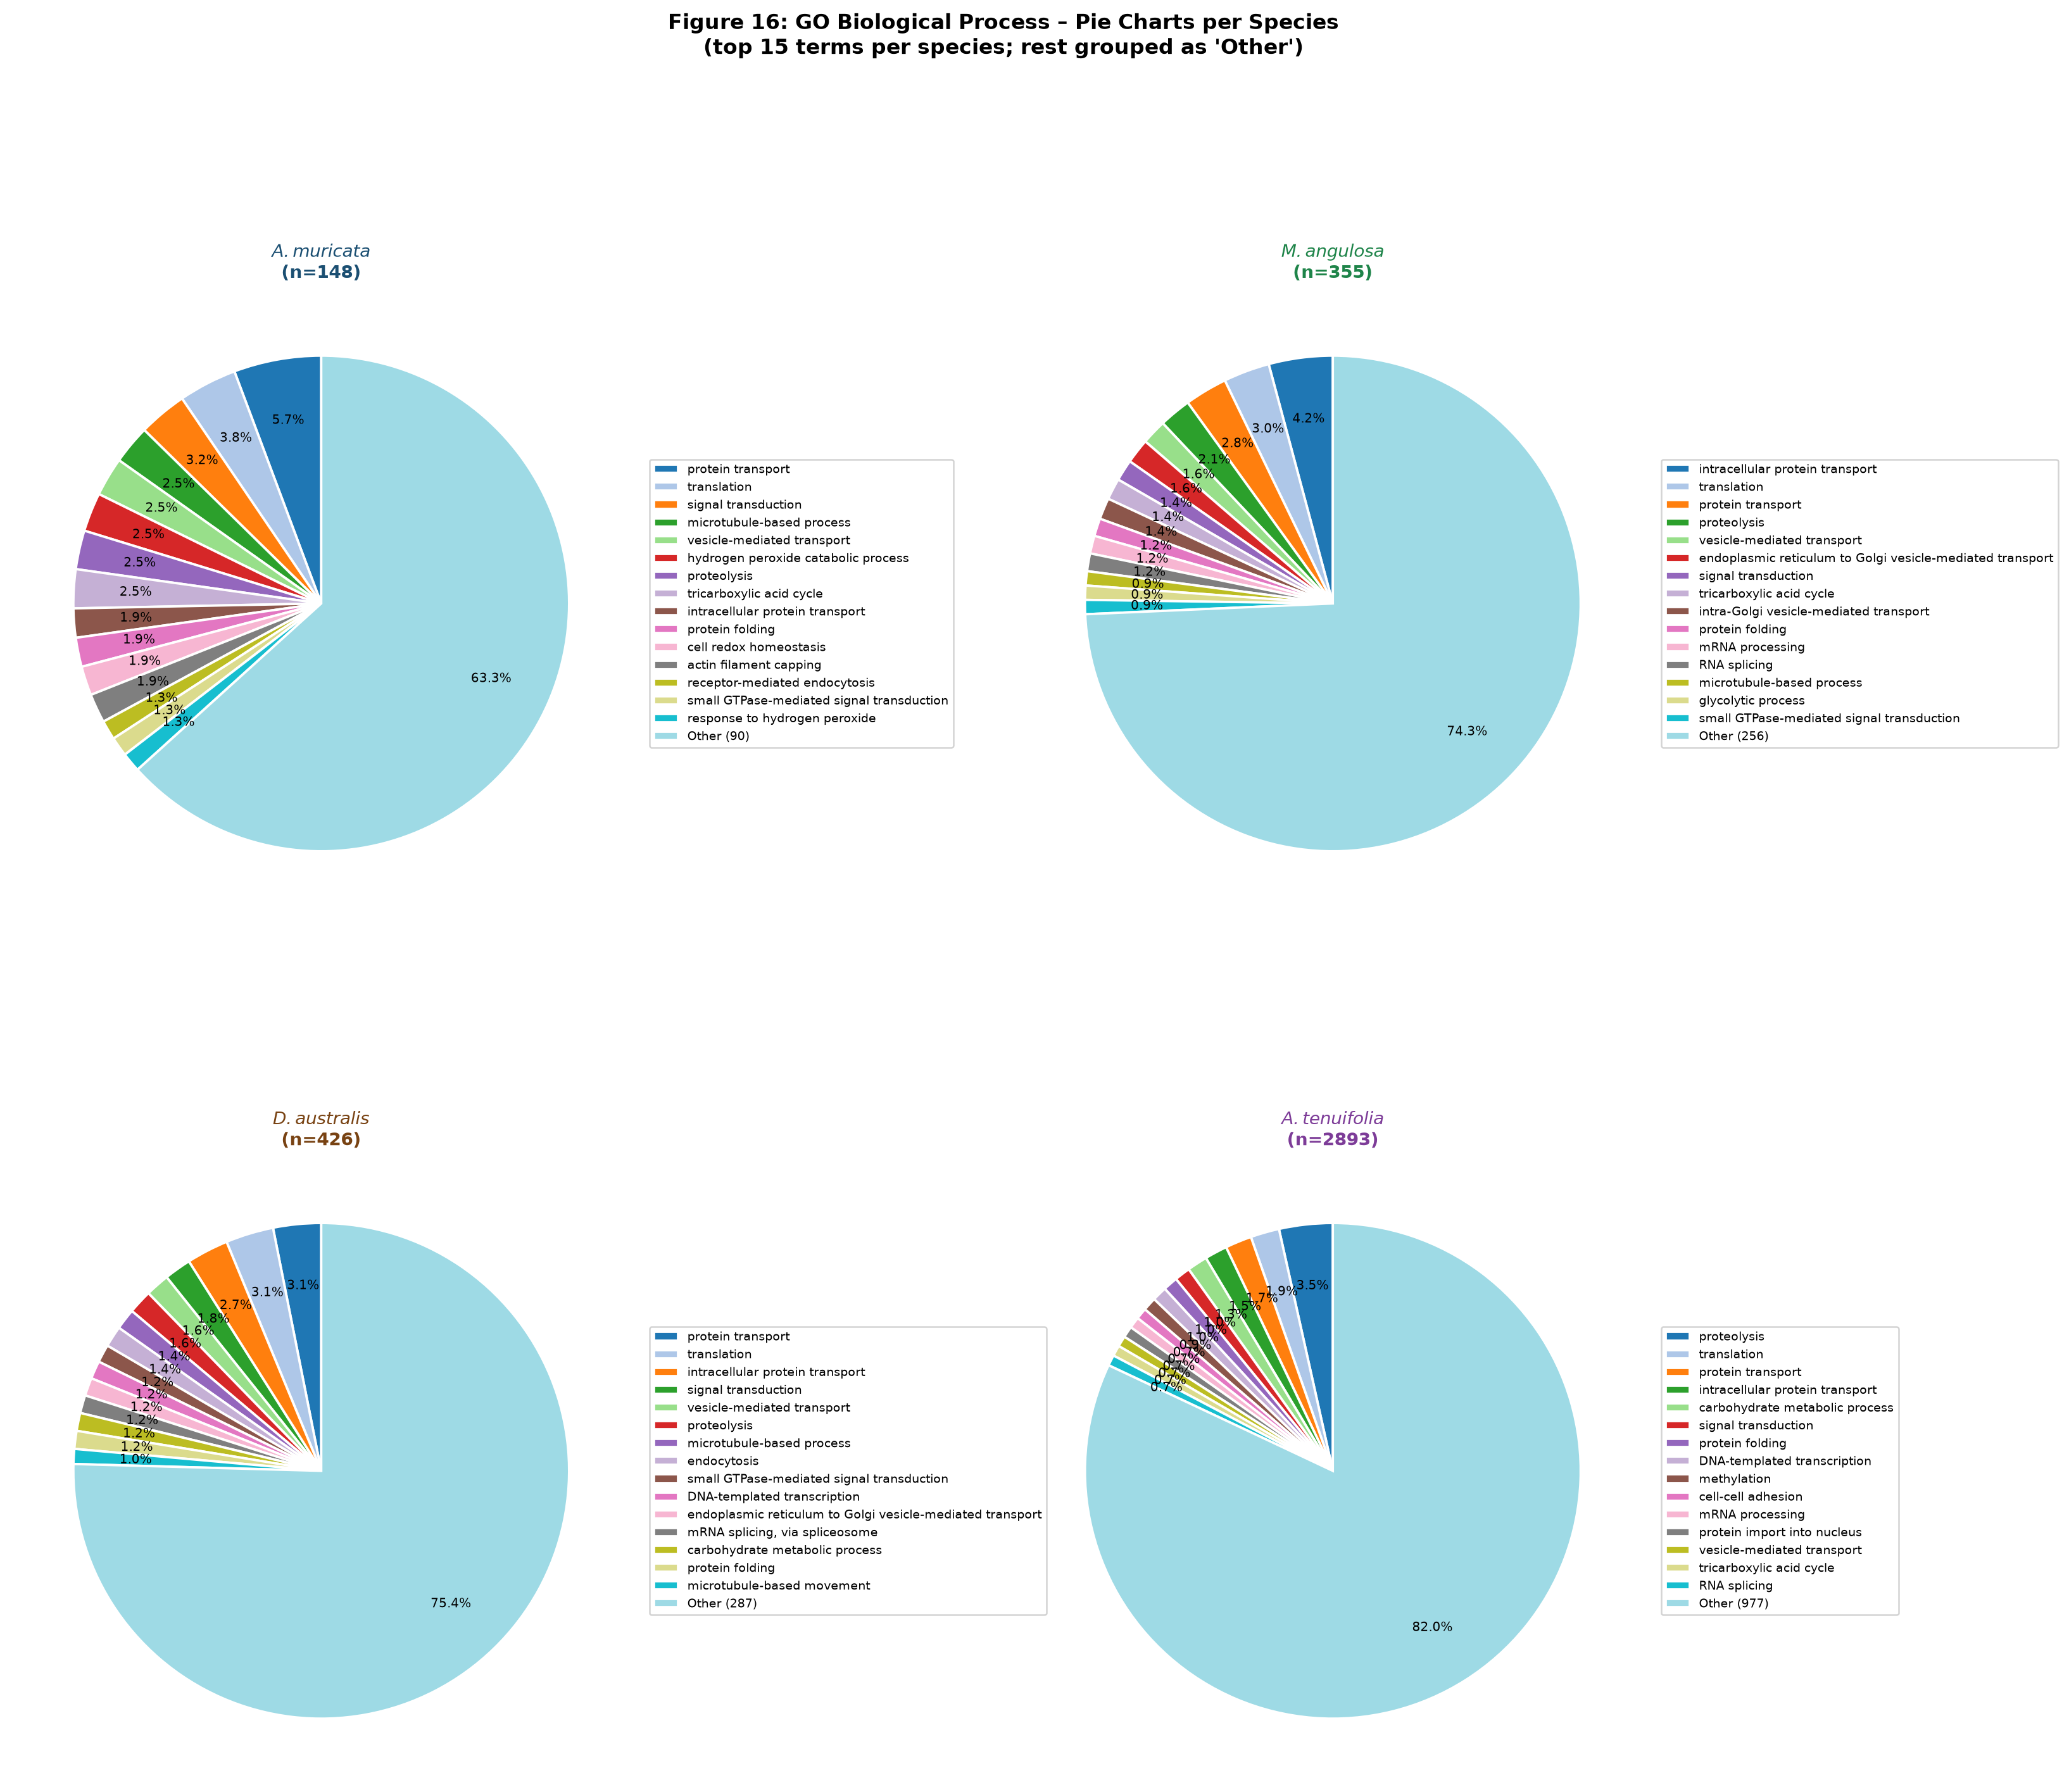 Figure 16: GO Biological Process – Pie Charts per Species
(top 15 terms per species; rest grouped as 'Other')
A. muricata
(n=148)
5.7%
3.8%
3.2%
2.5%
2.5%
2.5%
2.5%
2.5%
1.9%
1.9%
1.9%
1.9%
1.3%
1.3%
1.3%
63.3%
protein transport
translation
signal transduction
microtubule-based process
vesicle-mediated transport
hydrogen peroxide catabolic process
proteolysis
tricarboxylic acid cycle
intracellular protein transport
protein folding
cell redox homeostasis
actin filament capping
receptor-mediated endocytosis
small GTPase-mediated signal transduction
response to hydrogen peroxide
Other (90)
M. angulosa
(n=355)
4.2%
3.0%
2.8%
2.1%
1.6%
1.6%
1.4%
1.4%
1.4%
1.2%
1.2%
1.2%
0.9%
0.9%
0.9%
74.3%
intracellular protein transport
translation
protein transport
proteolysis
vesicle-mediated transport
endoplasmic reticulum to Golgi vesicle-mediated transport
signal transduction
tricarboxylic acid cycle
intra-Golgi vesicle-mediated transport
protein folding
mRNA processing
RNA splicing
microtubule-based process
glycolytic process
small GTPase-mediated signal transduction
Other (256)
D. australis
(n=426)
3.1%
3.1%
2.7%
1.8%
1.6%
1.6%
1.4%
1.4%
1.2%
1.2%
1.2%
1.2%
1.2%
1.2%
1.0%
75.4%
protein transport
translation
intracellular protein transport
signal transduction
vesicle-mediated transport
proteolysis
microtubule-based process
endocytosis
small GTPase-mediated signal transduction
DNA-templated transcription
endoplasmic reticulum to Golgi vesicle-mediated transport
mRNA splicing, via spliceosome
carbohydrate metabolic process
protein folding
microtubule-based movement
Other (287)
A. tenuifolia
(n=2893)
3.5%
1.9%
1.7%
1.5%
1.3%
1.0%
1.0%
1.0%
0.9%
0.7%
0.7%
0.7%
0.7%
0.7%
0.7%
82.0%
proteolysis
translation
protein transport
intracellular protein transport
carbohydrate metabolic process
signal transduction
protein folding
DNA-templated transcription
methylation
cell-cell adhesion
mRNA processing
protein import into nucleus
vesicle-mediated transport
tricarboxylic acid cycle
RNA splicing
Other (977)